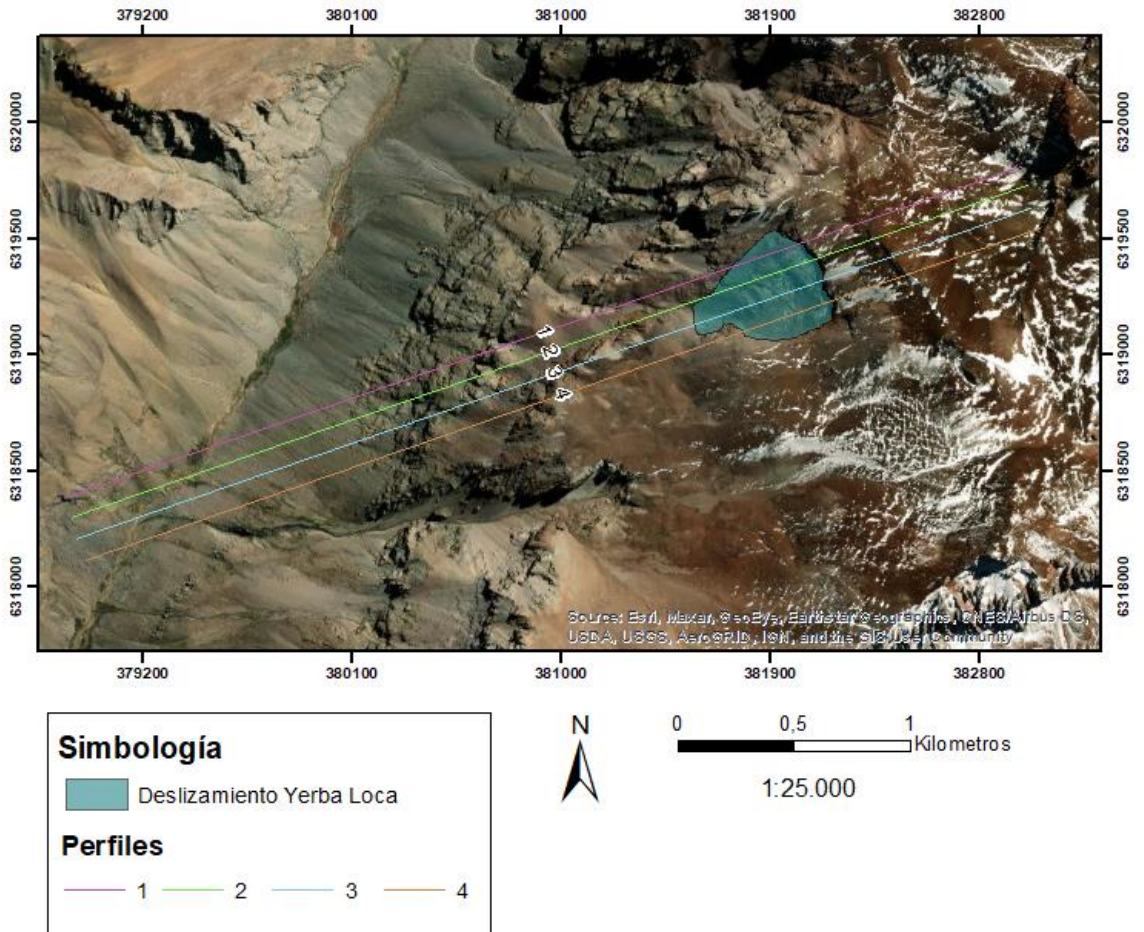 379200 380100 381000 381900 382800
6320000 6320000
6319500 6319500
1
2
3
4
6319000 6319000
6318500 6318500
6318000 6318000
Source: Esri, Maxar, GeoEye, Earthstar Geographics, CNES/Airbus DS,
USDA, USGS, AeroGRID, IGN, and the GIS User Community
379200 380100 381000 381900 382800
Simbología
Deslizamiento Yerba Loca
Perfiles
1 2 3 4
N
0 0,5 1
Kilometros
1:25.000